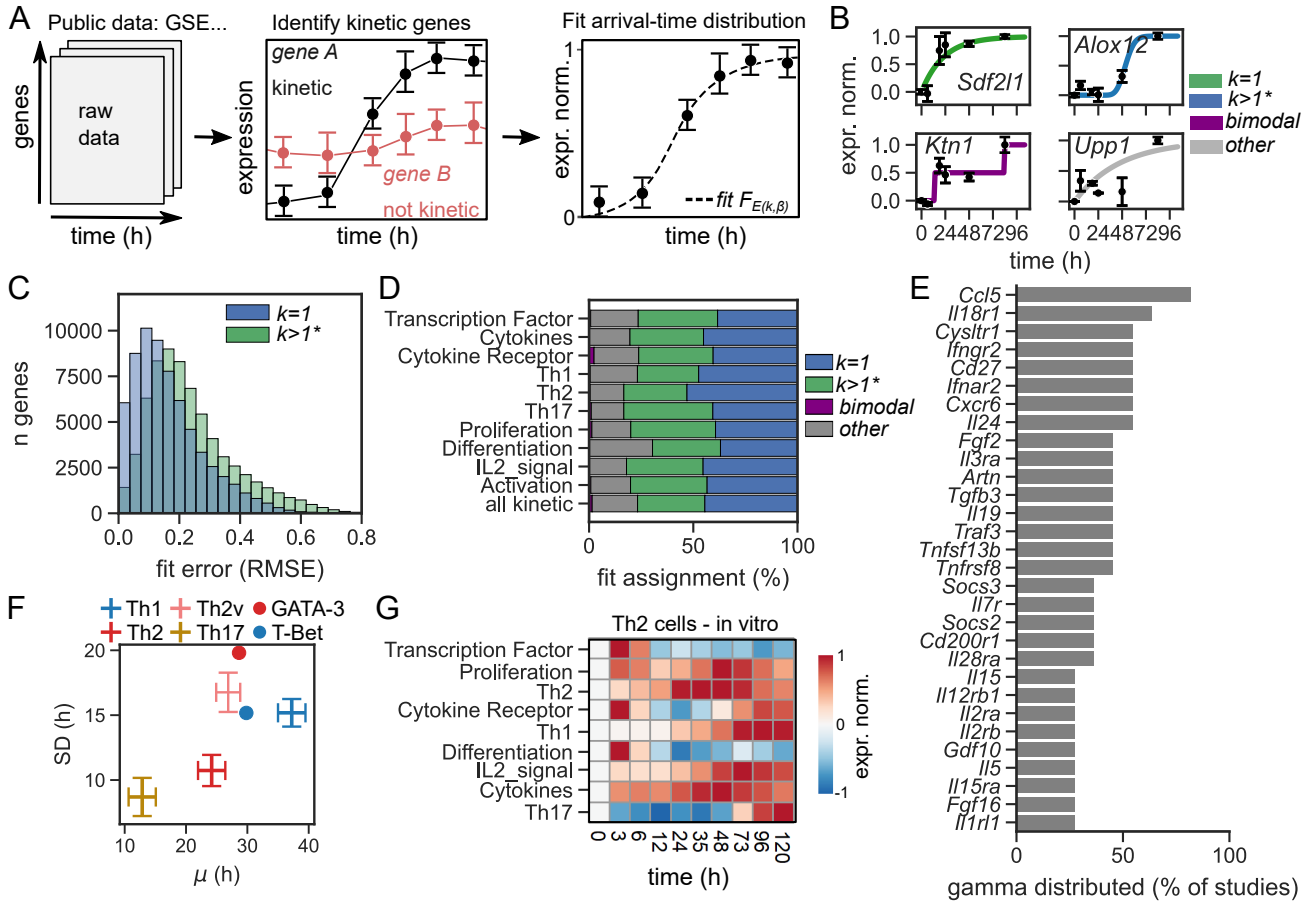 A
Public data: GSE...
genes
raw
data
time (h)
Identify kinetic genes
expression
gene A
kinetic
gene B
not kinetic
time (h)
Fit arrival-time distribution
expr. norm.
1
0
fit F_E(k,β)
time (h)
B
expr. norm.
1.0
0.5
0.0
Sdf2l1
Alox12
1.0
0.5
0.0
Ktn1
Upp1
0 24487296
0 24487296
time (h)
k=1
k>1*
bimodal
other
C
n genes
10000
7500
5000
2500
0
0.0 0.2 0.4 0.6 0.8
fit error (RMSE)
k=1
k>1*
D
Transcription Factor
Cytokines
Cytokine Receptor
Th1
Th2
Th17
Proliferation
Differentiation
IL2_signal
Activation
all kinetic
0 50 100
fit assignment (%)
k=1
k>1*
bimodal
other
E
Ccl5
Il18r1
Cysltr1
Ifngr2
Cd27
Ifnar2
Cxcr6
Il24
Fgf2
Il3ra
Artn
Tgfb3
Il19
Traf3
Tnfsf13b
Tnfrsf8
Socs3
Il7r
Socs2
Cd200r1
Il28ra
Il15
Il12rb1
Il2ra
Il2rb
Gdf10
Il5
Il15ra
Fgf16
Il1rl1
0 50 100
gamma distributed (% of studies)
F
Th1 Th2v GATA-3
Th2 Th17 T-Bet
SD (h)
20
15
10
10 20 30 40
μ (h)
G
Th2 cells - in vitro
Transcription Factor
Proliferation
Th2
Cytokine Receptor
Th1
Differentiation
IL2_signal
Cytokines
Th17
0 3 6 12 24 35 48 73 96 120
time (h)
1
0
-1
expr. norm.